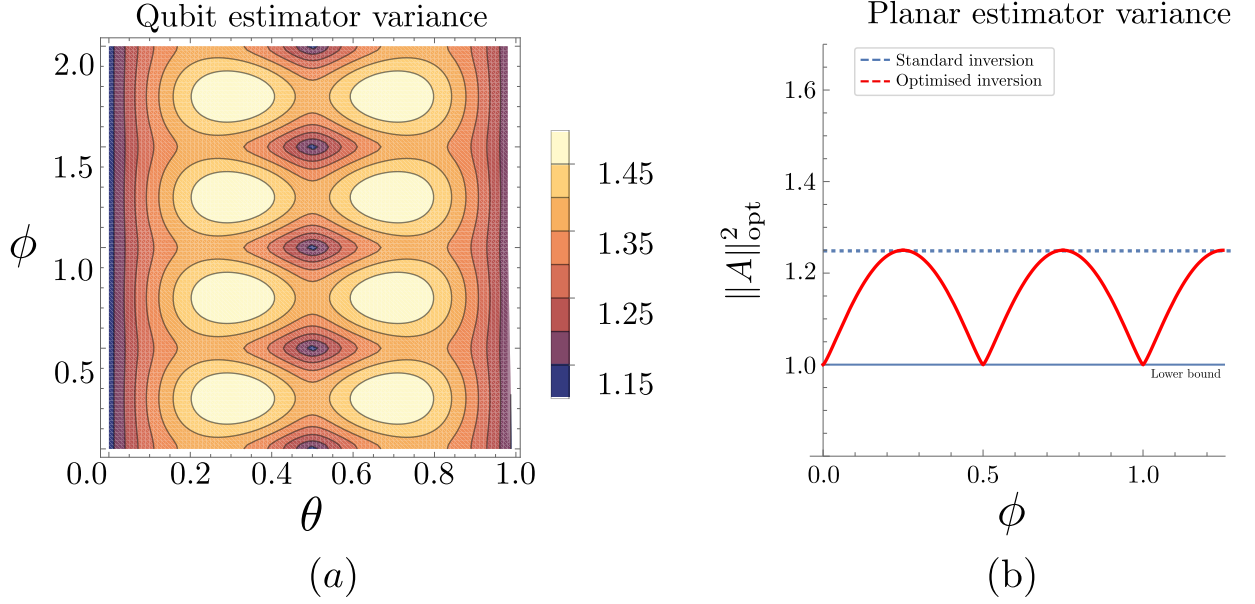 Qubit estimator variance
2.0
1.5
1.0
0.5
ϕ
0.0 0.2 0.4 0.6 0.8 1.0
θ
1.45
1.35
1.25
1.15
(a)
Planar estimator variance
Standard inversion
Optimised inversion
1.6
1.4
1.2
1.0
‖A‖²opt
Lower bound
0.0 0.5 1.0
ϕ
(b)